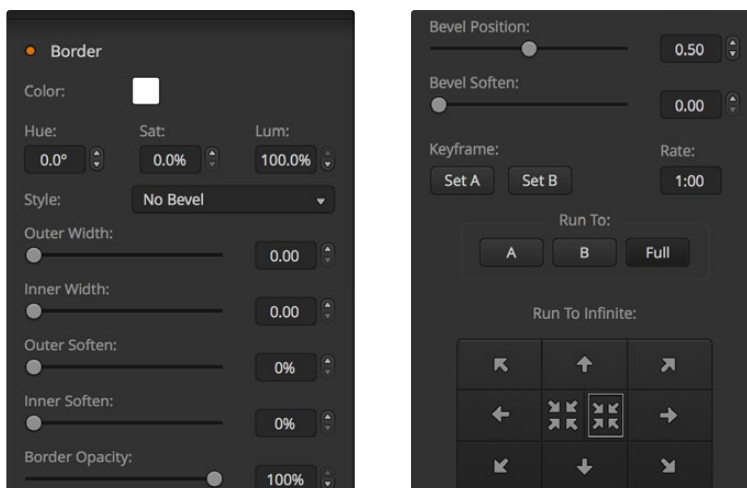 Border
Color:
Hue: Sat: Lum:
0.0° 0.0% 100.0%
Style: No Bevel
Outer Width:
0.00
Inner Width:
0.00
Outer Soften:
0%
Inner Soften:
0%
Border Opacity:
100%
Bevel Position:
0.50
Bevel Soften:
0.00
Keyframe: Rate:
Set A Set B 1:00
Run To:
A B Full
Run To Infinite: